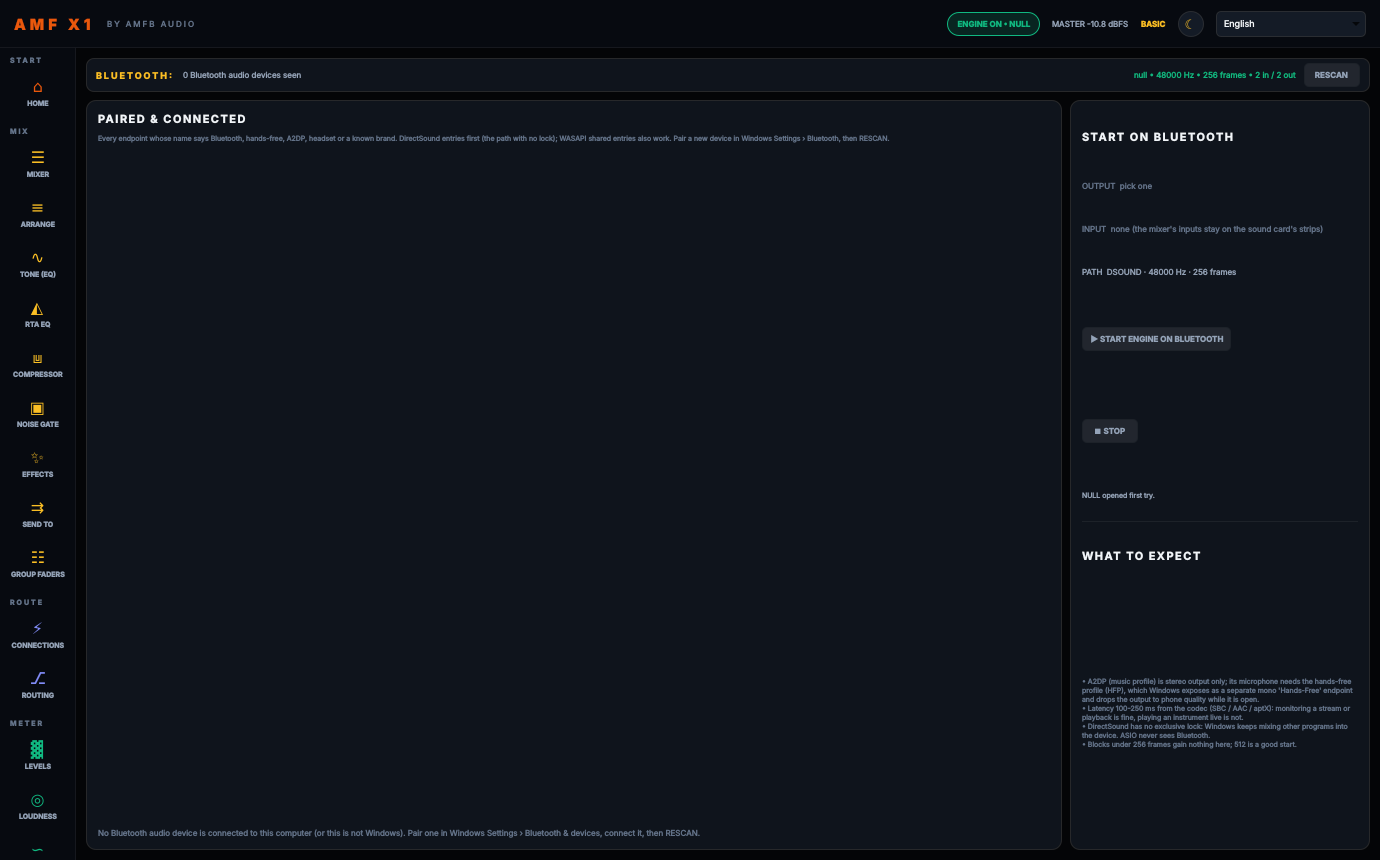 AMF X1 BY AMFB AUDIO
ENGINE ON • NULL
MASTER -10.8 dBFS
BASIC
English
START
HOME
MIX
MIXER
ARRANGE
TONE (EQ)
RTA EQ
COMPRESSOR
NOISE GATE
EFFECTS
SEND TO
GROUP FADERS
ROUTE
CONNECTIONS
ROUTING
METER
LEVELS
LOUDNESS
BLUETOOTH: 0 Bluetooth audio devices seen
null • 48000 Hz • 256 frames • 2 in / 2 out
RESCAN
PAIRED & CONNECTED
Every endpoint whose name says Bluetooth, hands-free, A2DP, headset or a known brand. DirectSound entries first (the path with no lock); WASAPI shared entries also work. Pair a new device in Windows Settings › Bluetooth, then RESCAN.
No Bluetooth audio device is connected to this computer (or this is not Windows). Pair one in Windows Settings › Bluetooth & devices, connect it, then RESCAN.
START ON BLUETOOTH
OUTPUT pick one
INPUT none (the mixer's inputs stay on the sound card's strips)
PATH DSOUND · 48000 Hz · 256 frames
▶ START ENGINE ON BLUETOOTH
■ STOP
NULL opened first try.
WHAT TO EXPECT
• A2DP (music profile) is stereo output only; its microphone needs the hands-free
profile (HFP), which Windows exposes as a separate mono 'Hands-Free' endpoint
and drops the output to phone quality while it is open.
• Latency 100-250 ms from the codec (SBC / AAC / aptX): monitoring a stream or
playback is fine, playing an instrument live is not.
• DirectSound has no exclusive lock: Windows keeps mixing other programs into
the device. ASIO never sees Bluetooth.
• Blocks under 256 frames gain nothing here; 512 is a good start.